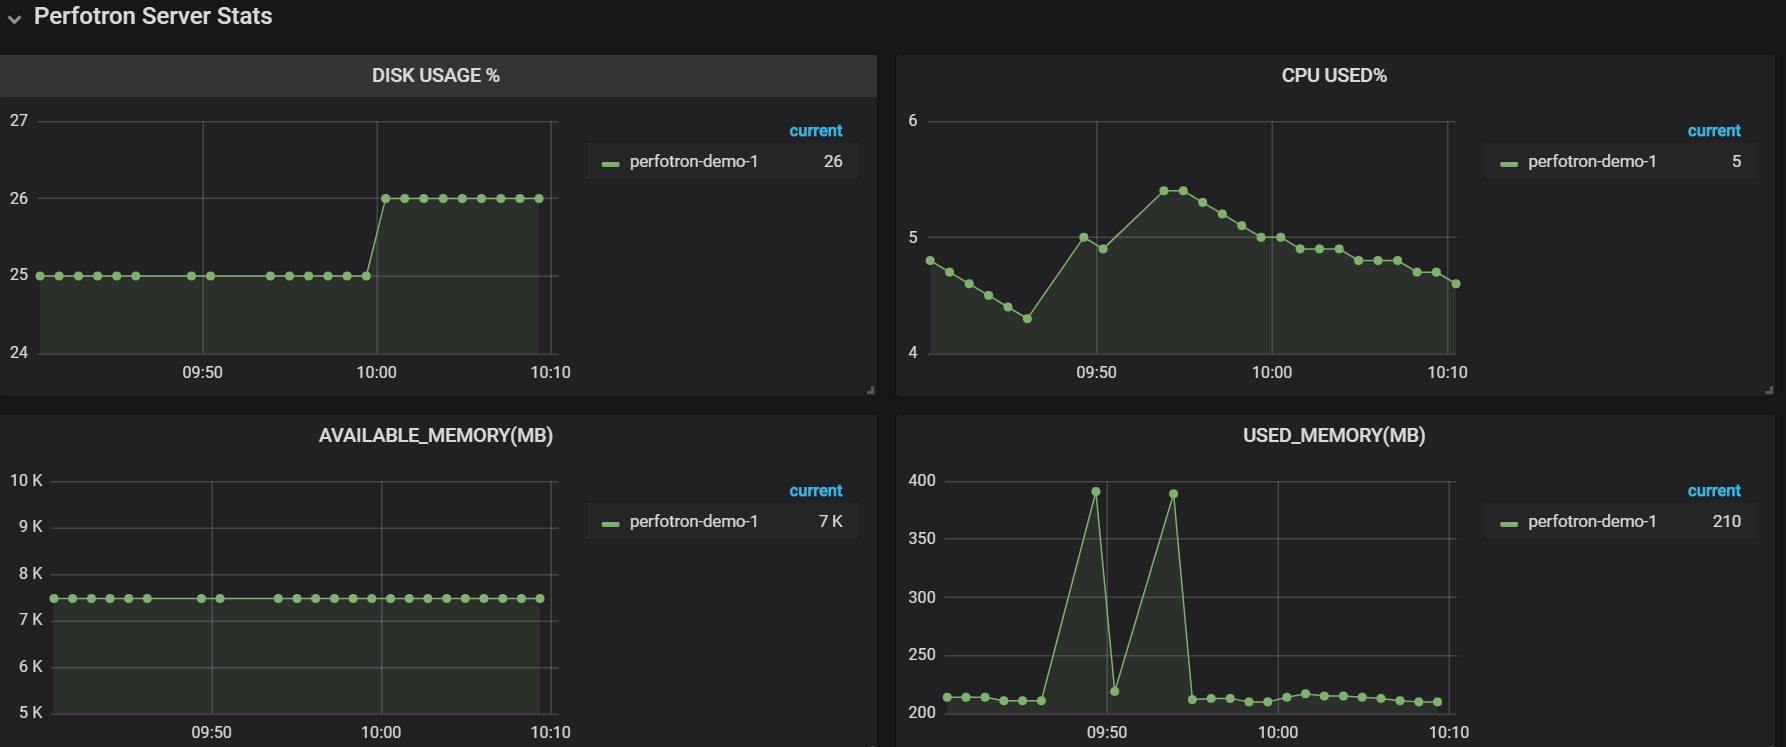 Perfotron Server Stats
DISK USAGE %
27
26
25
24
09:50 10:00 10:10
current
perfotron-demo-1 26
CPU USED%
6
5
4
09:50 10:00 10:10
current
perfotron-demo-1 5
AVAILABLE_MEMORY(MB)
10 K
9 K
8 K
7 K
6 K
5 K
09:50 10:00 10:10
current
perfotron-demo-1 7 K
USED_MEMORY(MB)
400
350
300
250
200
09:50 10:00 10:10
current
perfotron-demo-1 210